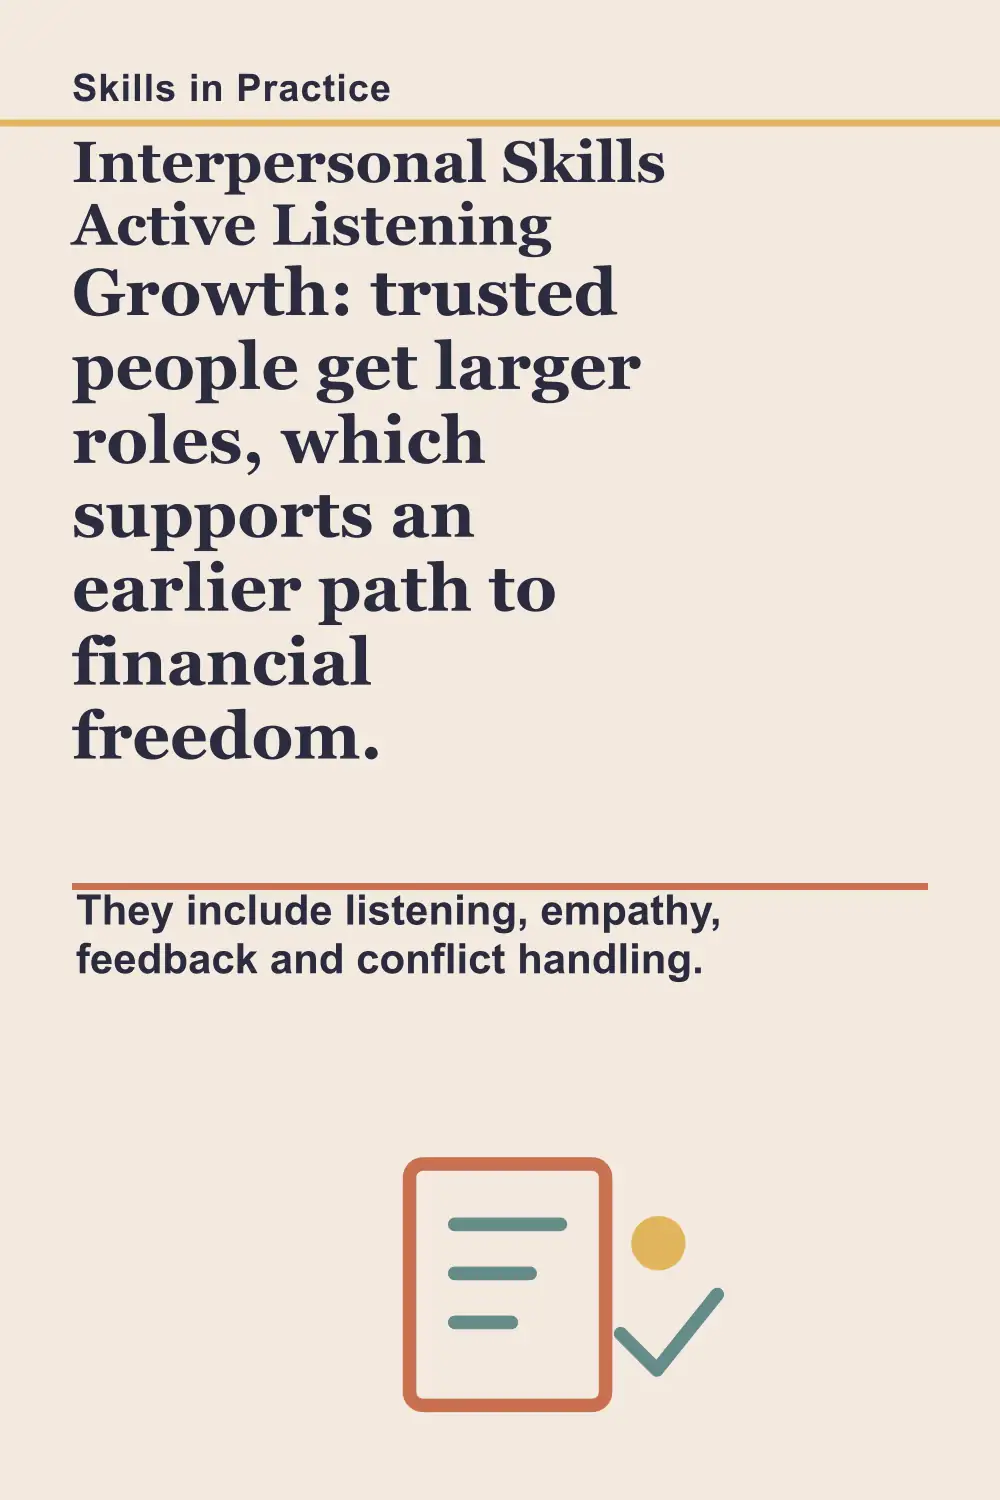 Skills in Practice
Interpersonal Skills
Active Listening
Growth: trusted
people get larger
roles, which
supports an
earlier path to
financial
freedom.
They include listening, empathy,
feedback and conflict handling.